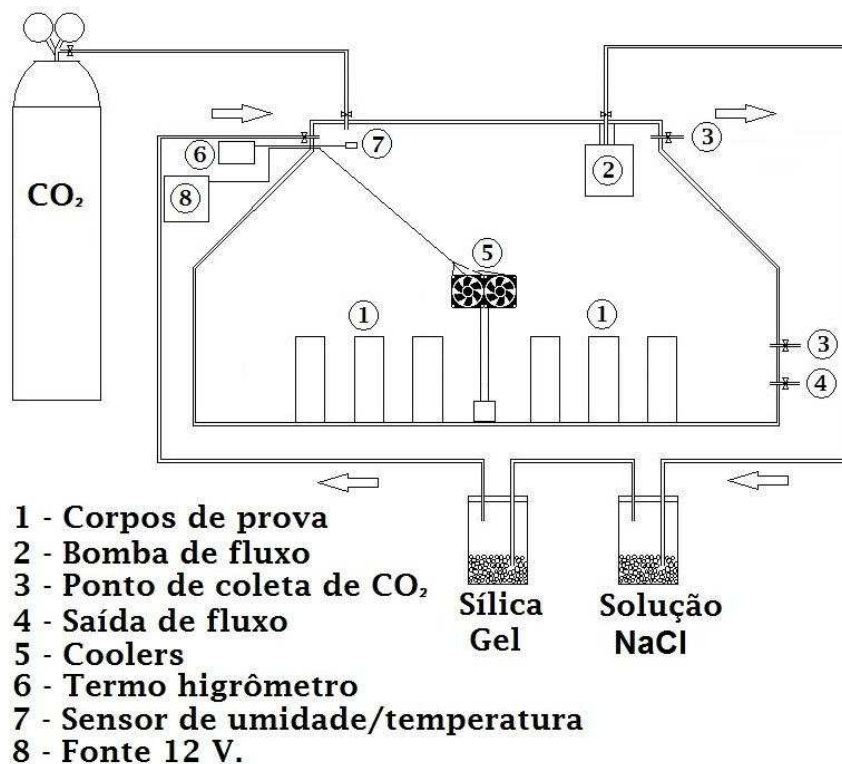 CO₂
6
7
8
2
3
5
1
1
3
4
Sílica
Gel
Solução
NaCl
1 - Corpos de prova
2 - Bomba de fluxo
3 - Ponto de coleta de CO₂
4 - Saída de fluxo
5 - Coolers
6 - Termo higrômetro
7 - Sensor de umidade/temperatura
8 - Fonte 12 V.